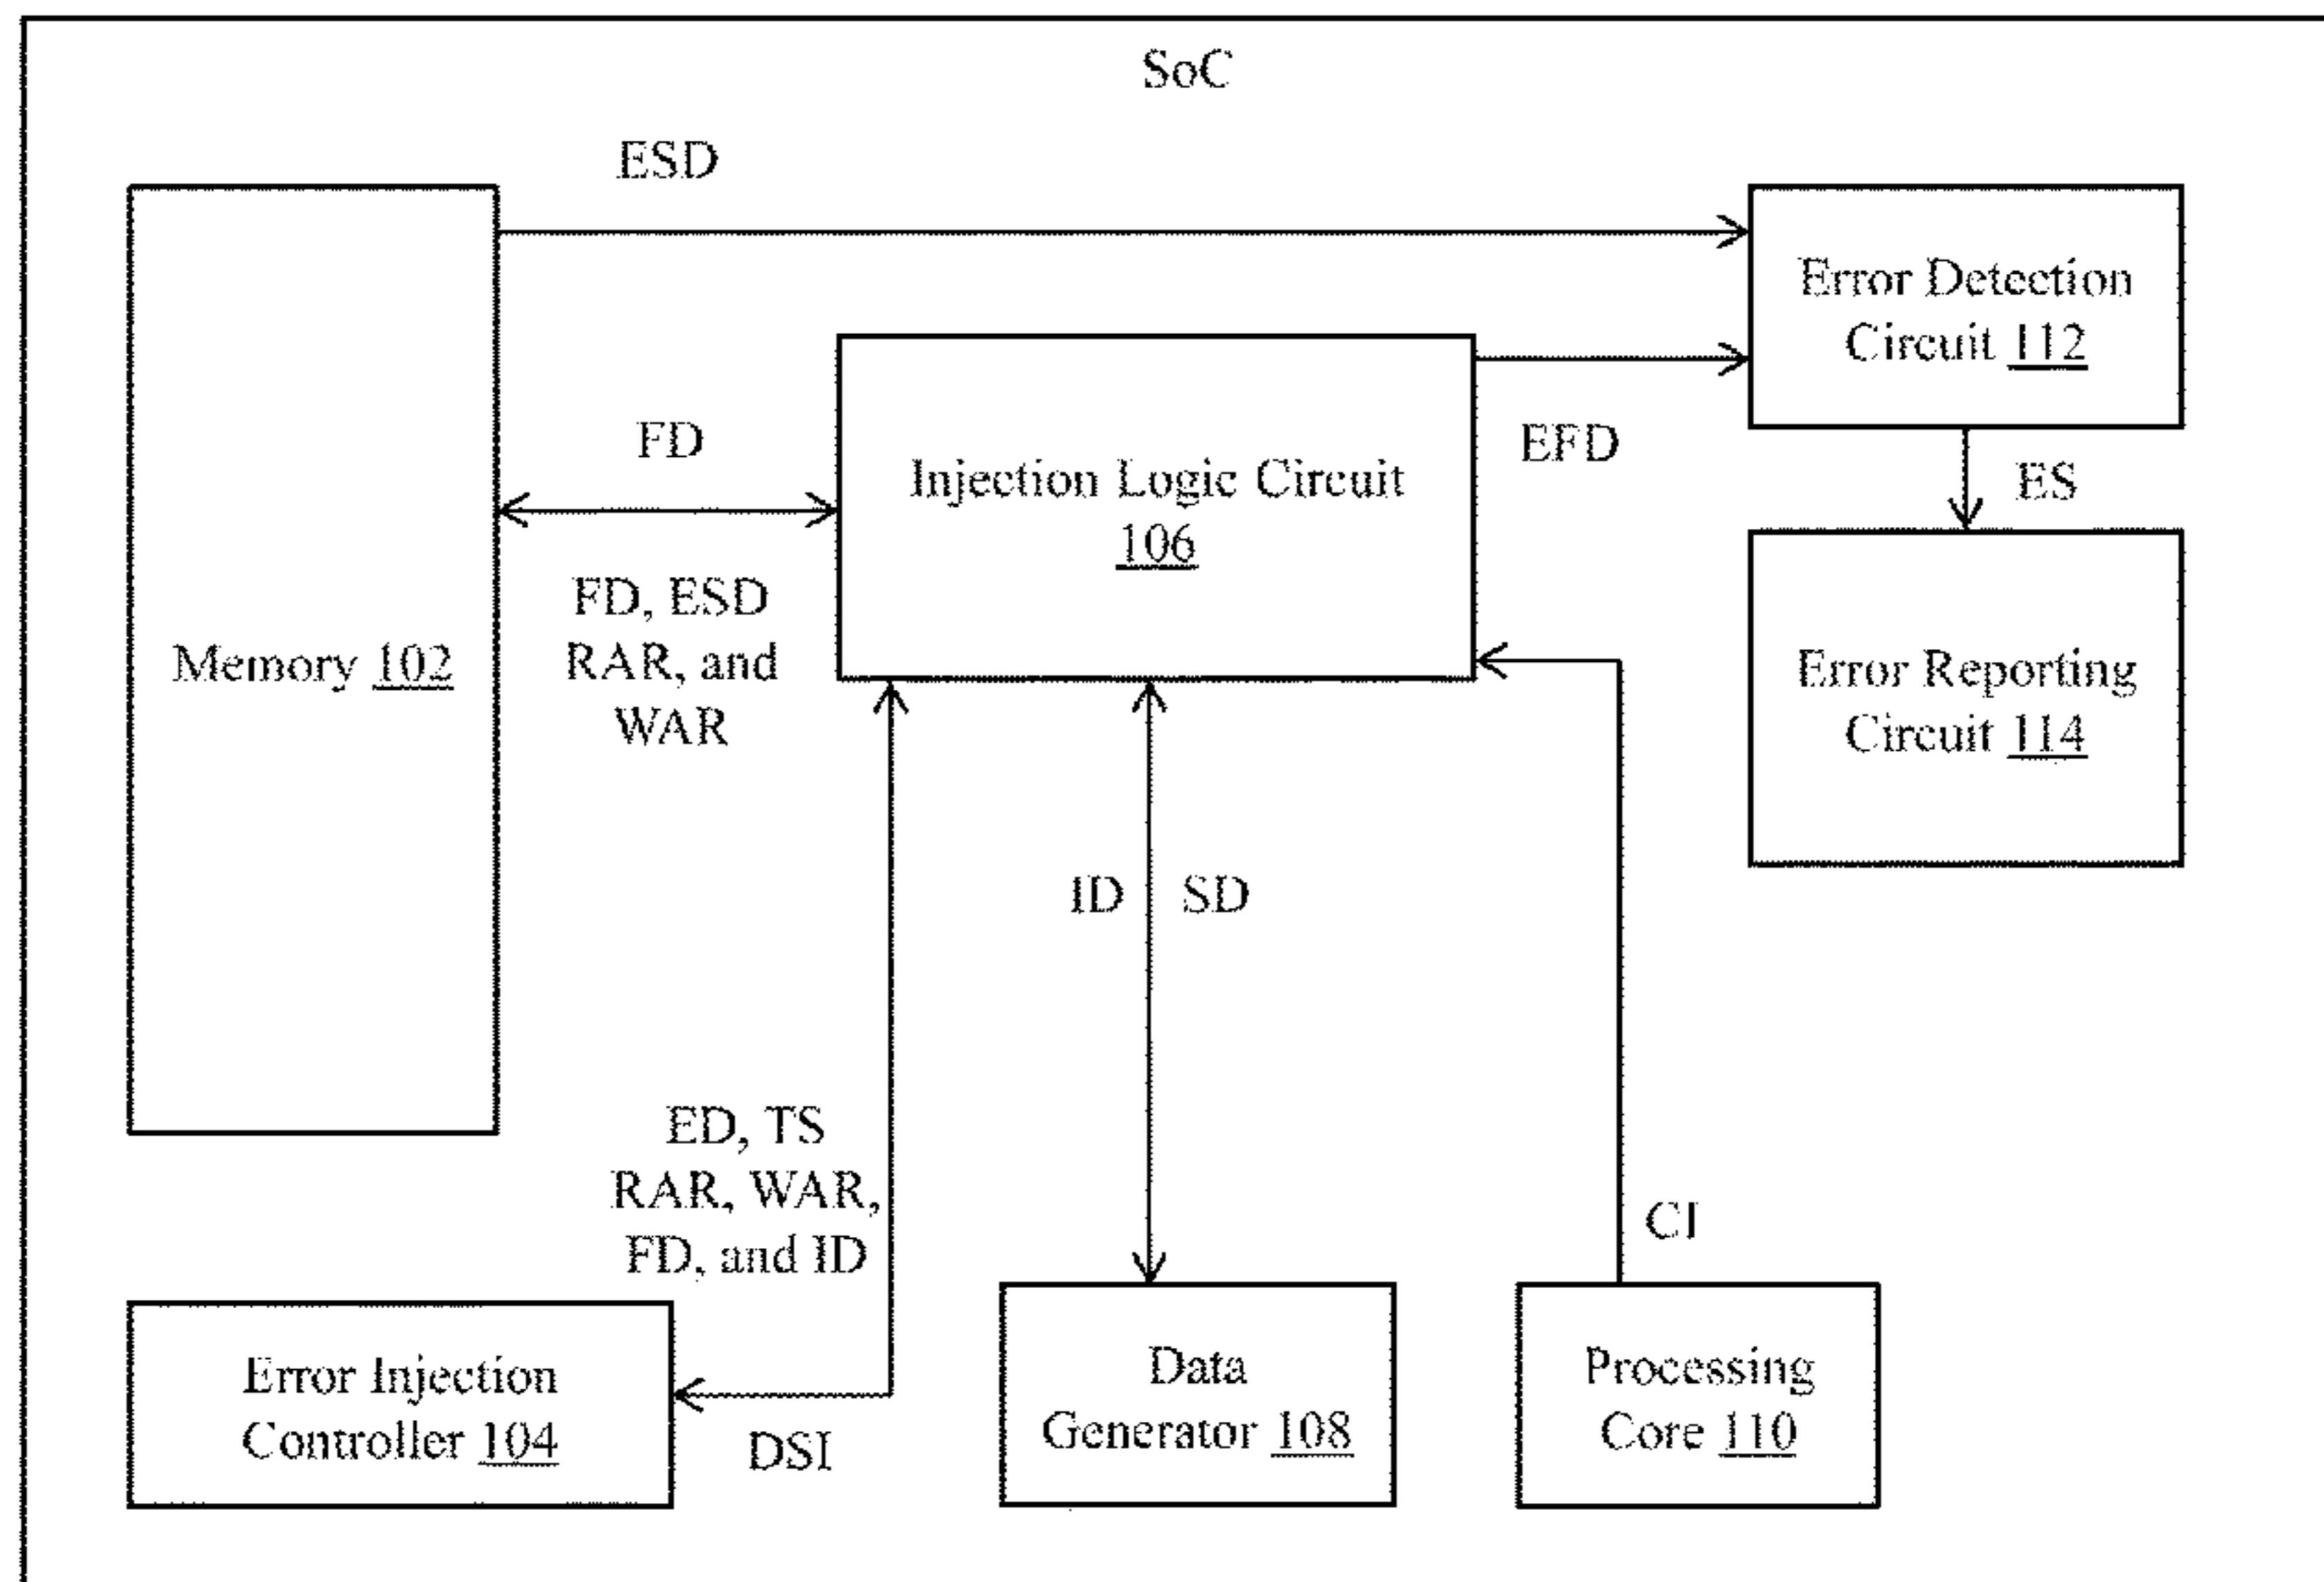 SoC
ESD
Error Detection
Circuit 112
FD
Injection Logic Circuit
106
EFD
ES
FD, ESD
RAR, and
WAR
Memory 102
Error Reporting
Circuit 114
ID
SD
ED, TS
RAR, WAR,
FD, and ID
CI
Error Injection
Controller 104
DSI
Data
Generator 108
Processing
Core 110